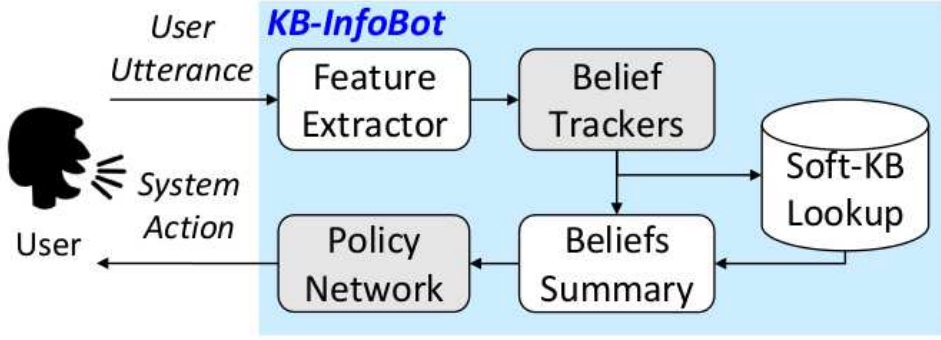 KB-InfoBot
User
Utterance
Feature
Extractor
Belief
Trackers
Soft-KB
Lookup
User
System
Action
Policy
Network
Beliefs
Summary